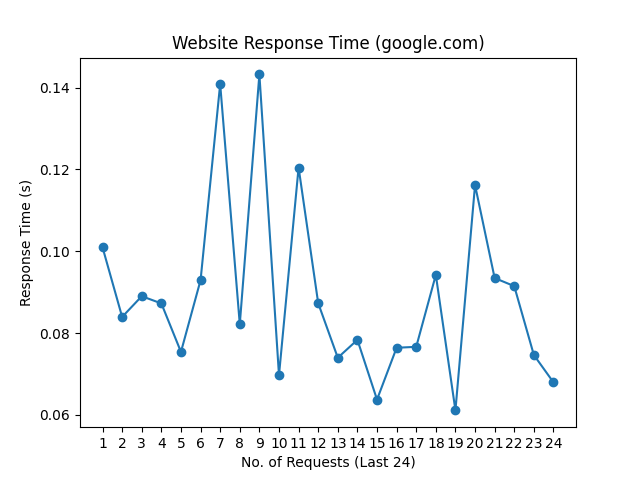 Website Response Time (google.com)
0.14
0.12
0.10
0.08
0.06
Response Time (s)
1 2 3 4 5 6 7 8 9 10 11 12 13 14 15 16 17 18 19 20 21 22 23 24
No. of Requests (Last 24)